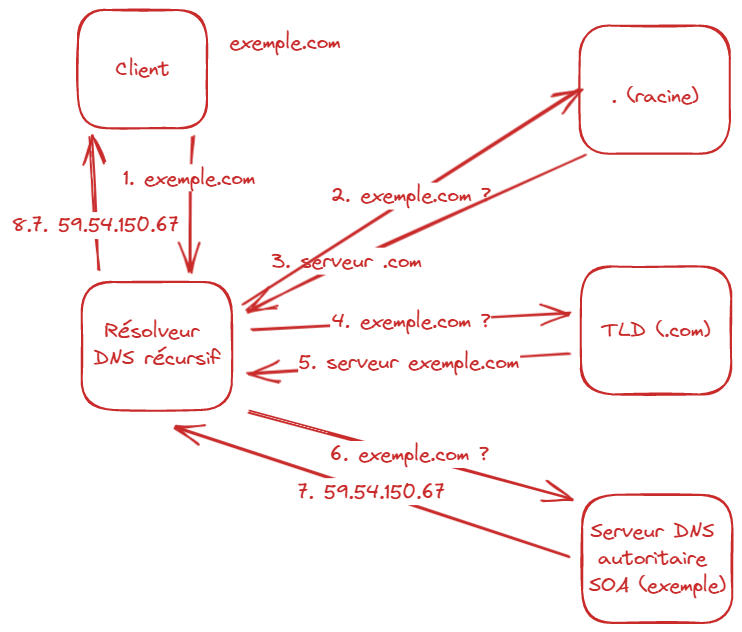 Client
exemple.com
. (racine)
1. exemple.com
2. exemple.com ?
8.7. 59.54.150.67
3. serveur .com
Résolveur
DNS récursif
4. exemple.com ?
TLD (.com)
5. serveur exemple.com
6. exemple.com ?
7. 59.54.150.67
Serveur DNS
autoritaire
SOA (exemple)